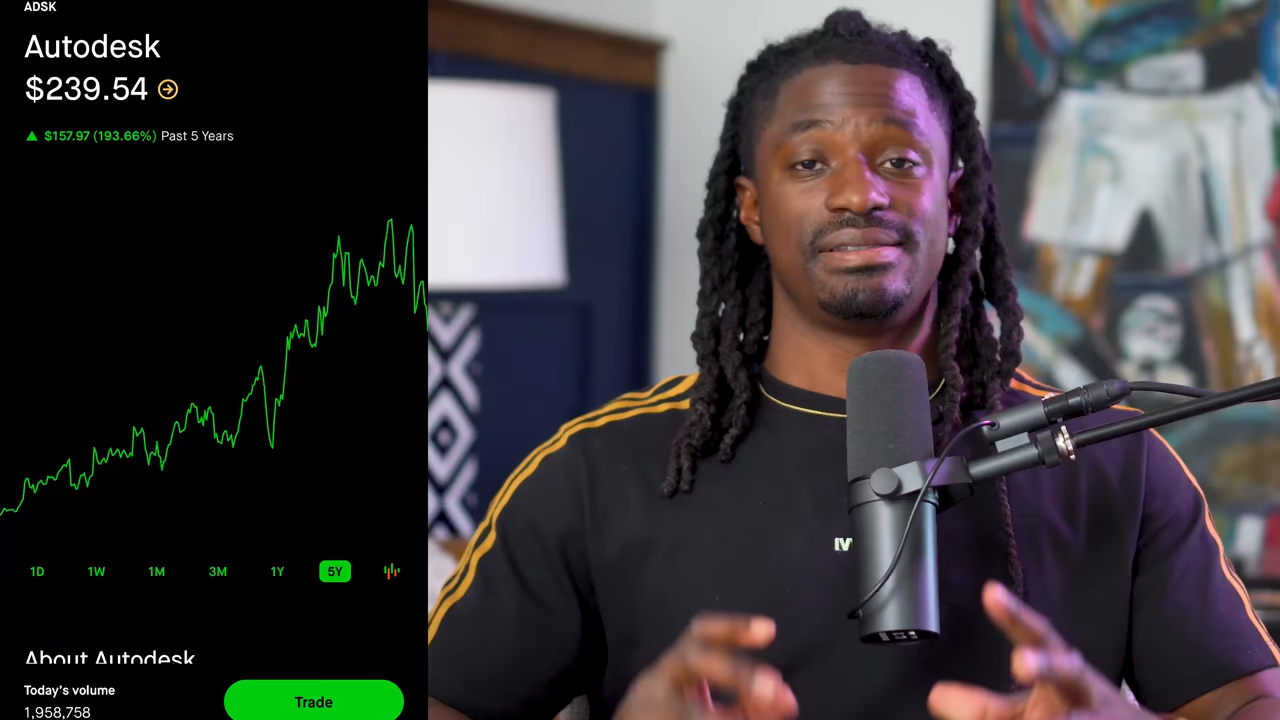 ADSK
Autodesk
$239.54
$157.97 (193.66%) Past 5 Years
1D 1W 1M 3M 1Y 5Y
About Autodesk
Today's volume
1,958,758
Trade